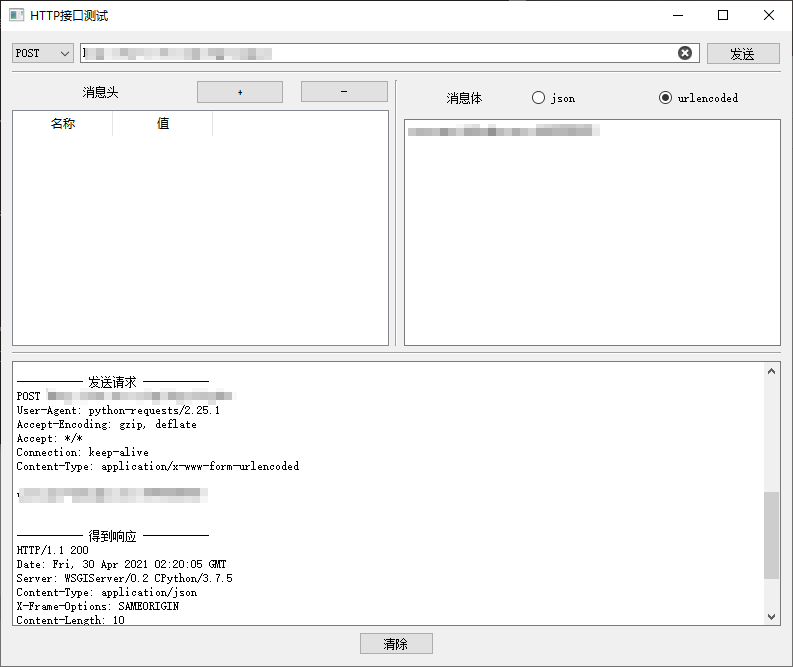 HTTP接口测试
POST
发送
消息头
+
-
消息体
json
urlencoded
名称
值
---------- 发送请求 ----------
POST
User-Agent: python-requests/2.25.1
Accept-Encoding: gzip, deflate
Accept: */*
Connection: keep-alive
Content-Type: application/x-www-form-urlencoded
---------- 得到响应 ----------
HTTP/1.1 200
Date: Fri, 30 Apr 2021 02:20:05 GMT
Server: WSGIServer/0.2 CPython/3.7.5
Content-Type: application/json
X-Frame-Options: SAMEORIGIN
Content-Length: 10
清除